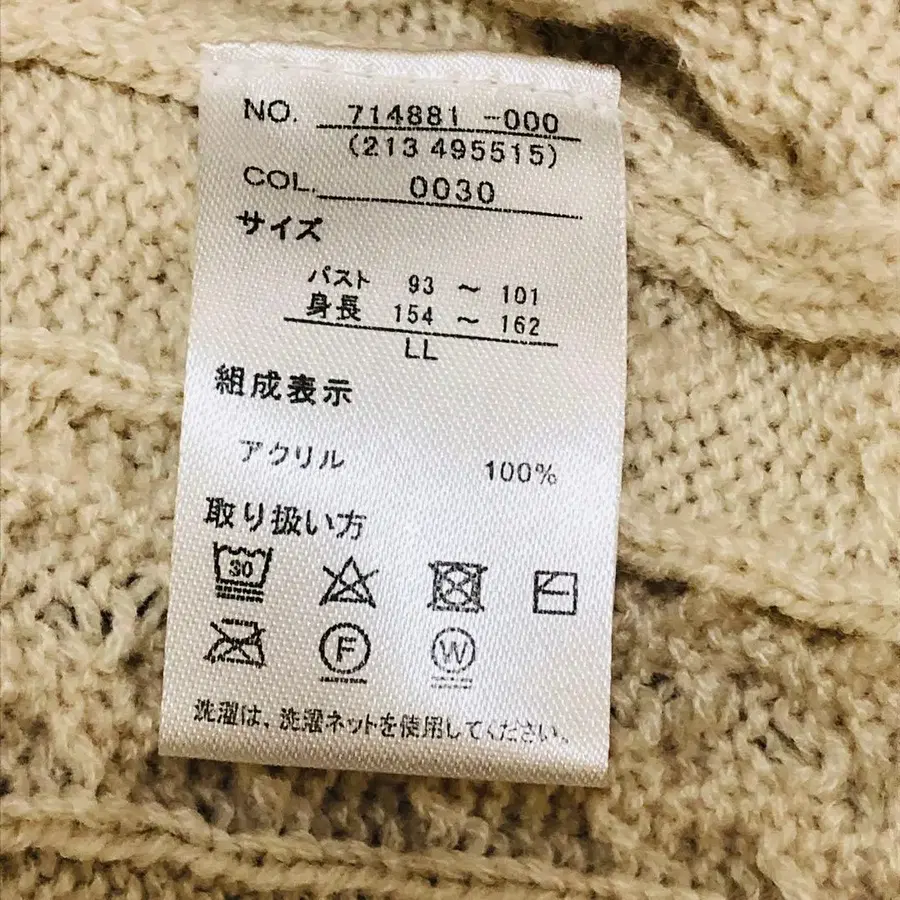 NO. 714881 -000
(213 495515)
COL. 0030
サイズ
バスト 93 ～ 101
身長 154 ～ 162
LL
組成表示
アクリル 100%
取り扱い方
30
F W
洗濯は、洗濯ネットを使用してください。